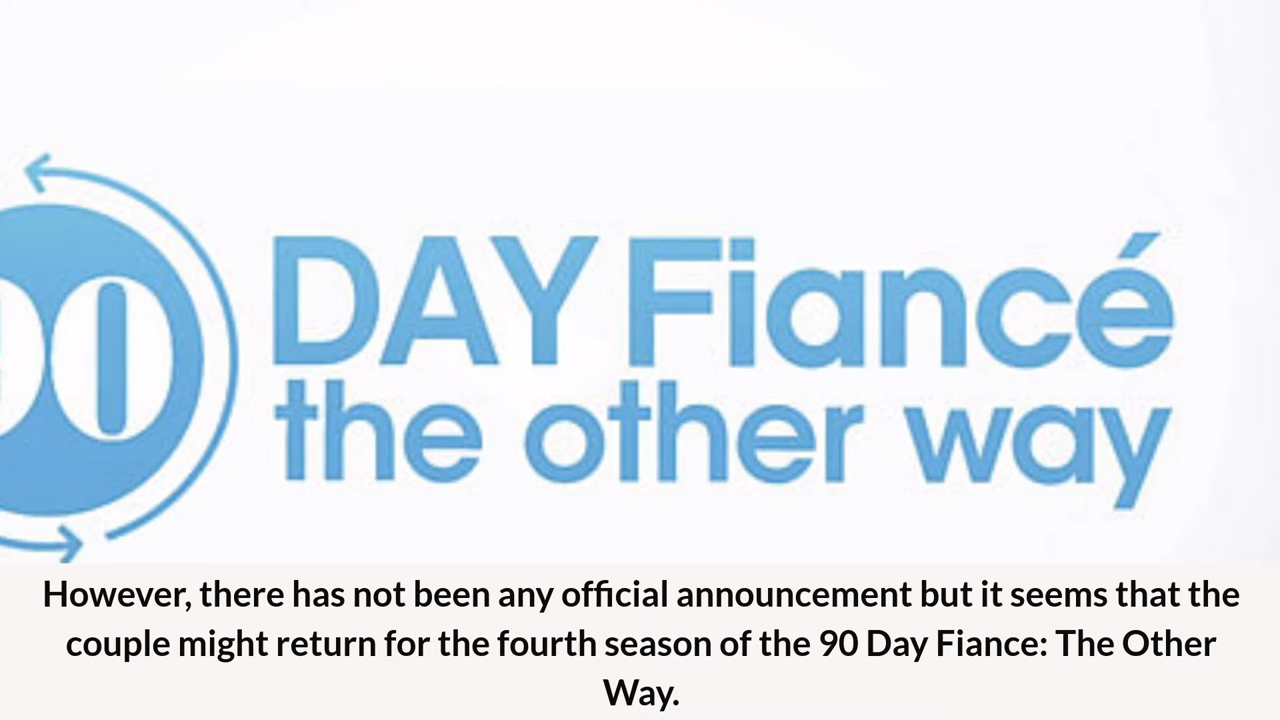 90
DAY Fiancé
the other way
However, there has not been any official announcement but it seems that the
couple might return for the fourth season of the 90 Day Fiance: The Other
Way.